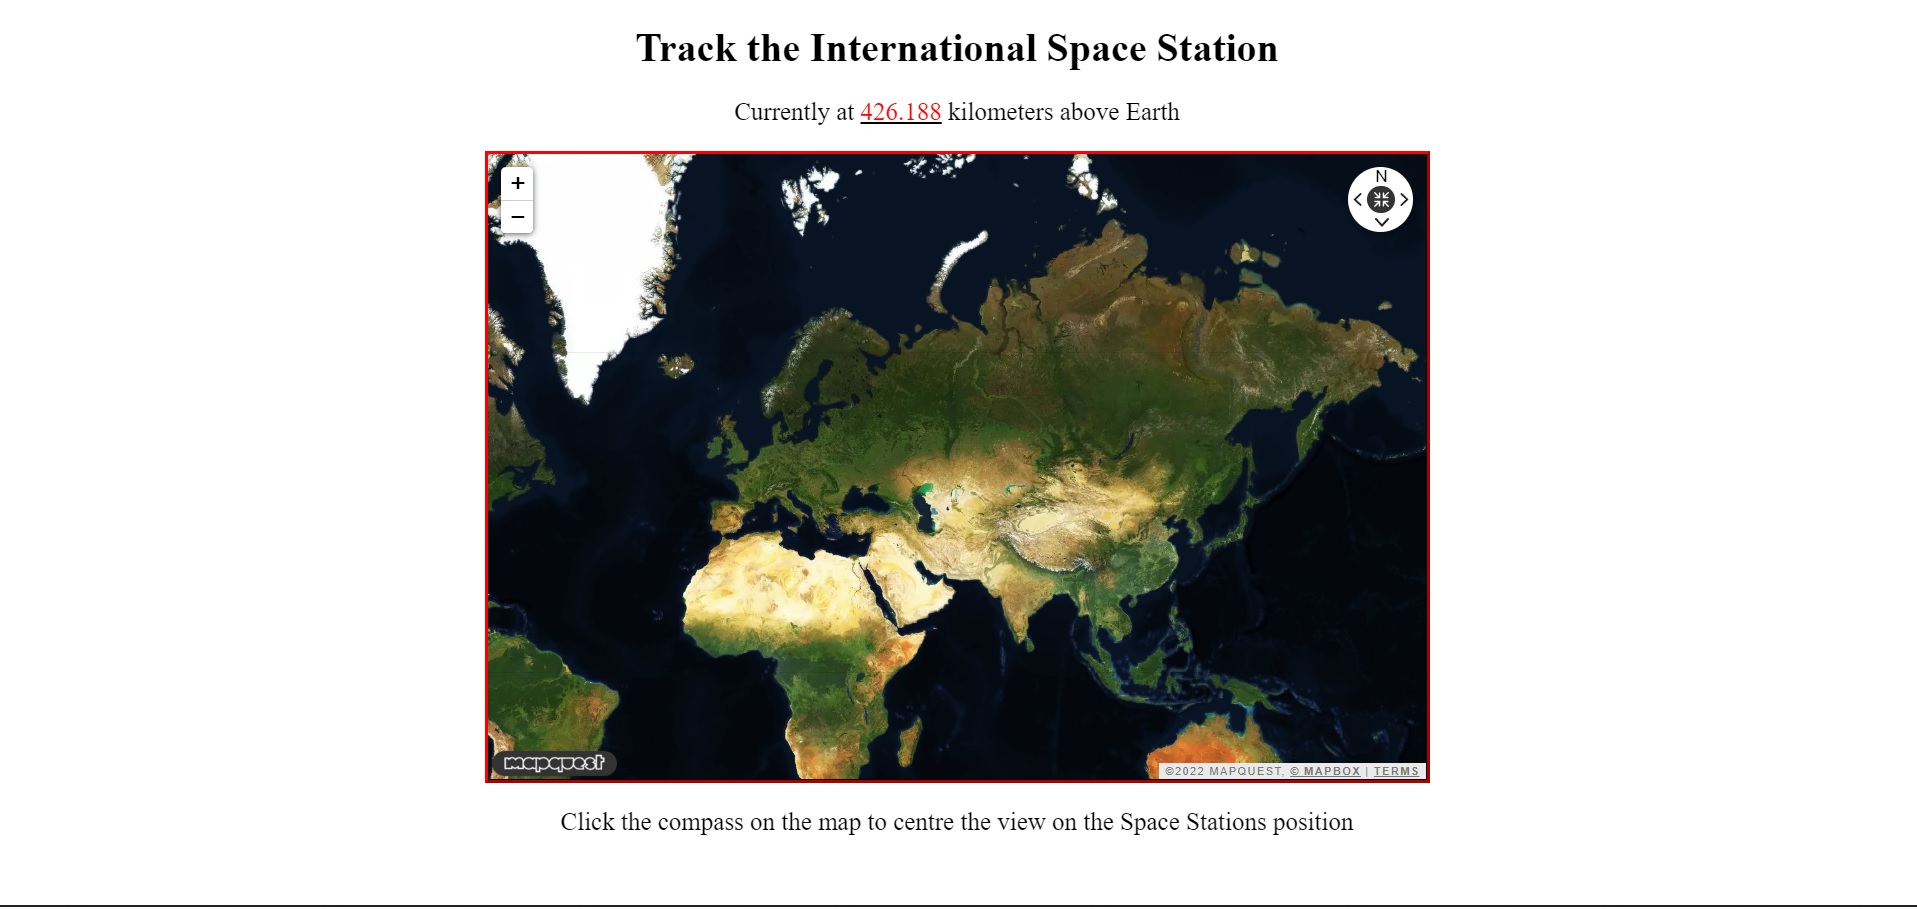 Track the International Space Station
Currently at 426.188 kilometers above Earth
+
−
N
mapquest
©2022 MAPQUEST, © MAPBOX | TERMS
Click the compass on the map to centre the view on the Space Stations position